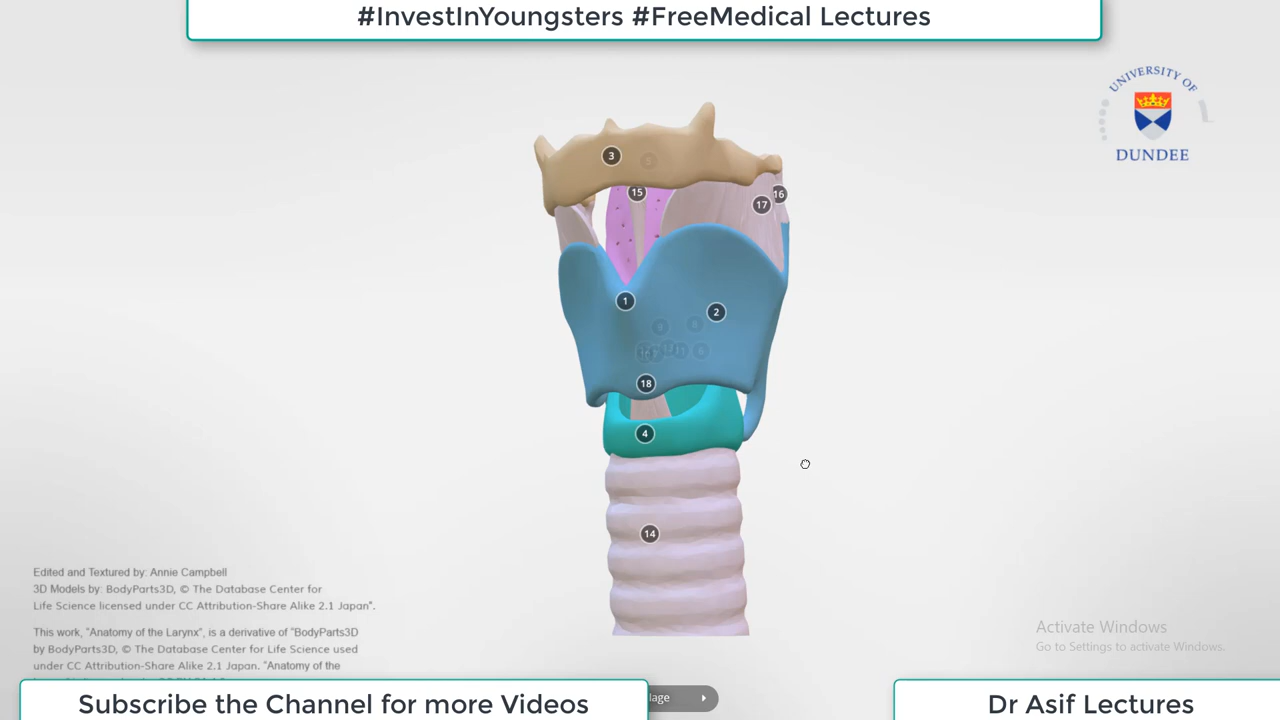 #InvestInYoungsters #FreeMedical Lectures
UNIVERSITY OF
DUNDEE
3
15
16
17
1
2
18
4
14
Edited and Textured by: Annie Campbell
3D Models by: BodyParts3D, © The Database Center for
Life Science licensed under CC Attribution-Share Alike 2.1 Japan".
This work, "Anatomy of the Larynx", is a derivative of "BodyParts3D
by BodyParts3D, © The Database Center for Life Science used
under CC Attribution-Share Alike 2.1 Japan. "Anatomy of the
Activate Windows
Go to Settings to activate Windows.
Subscribe the Channel for more Videos
Dr Asif Lectures